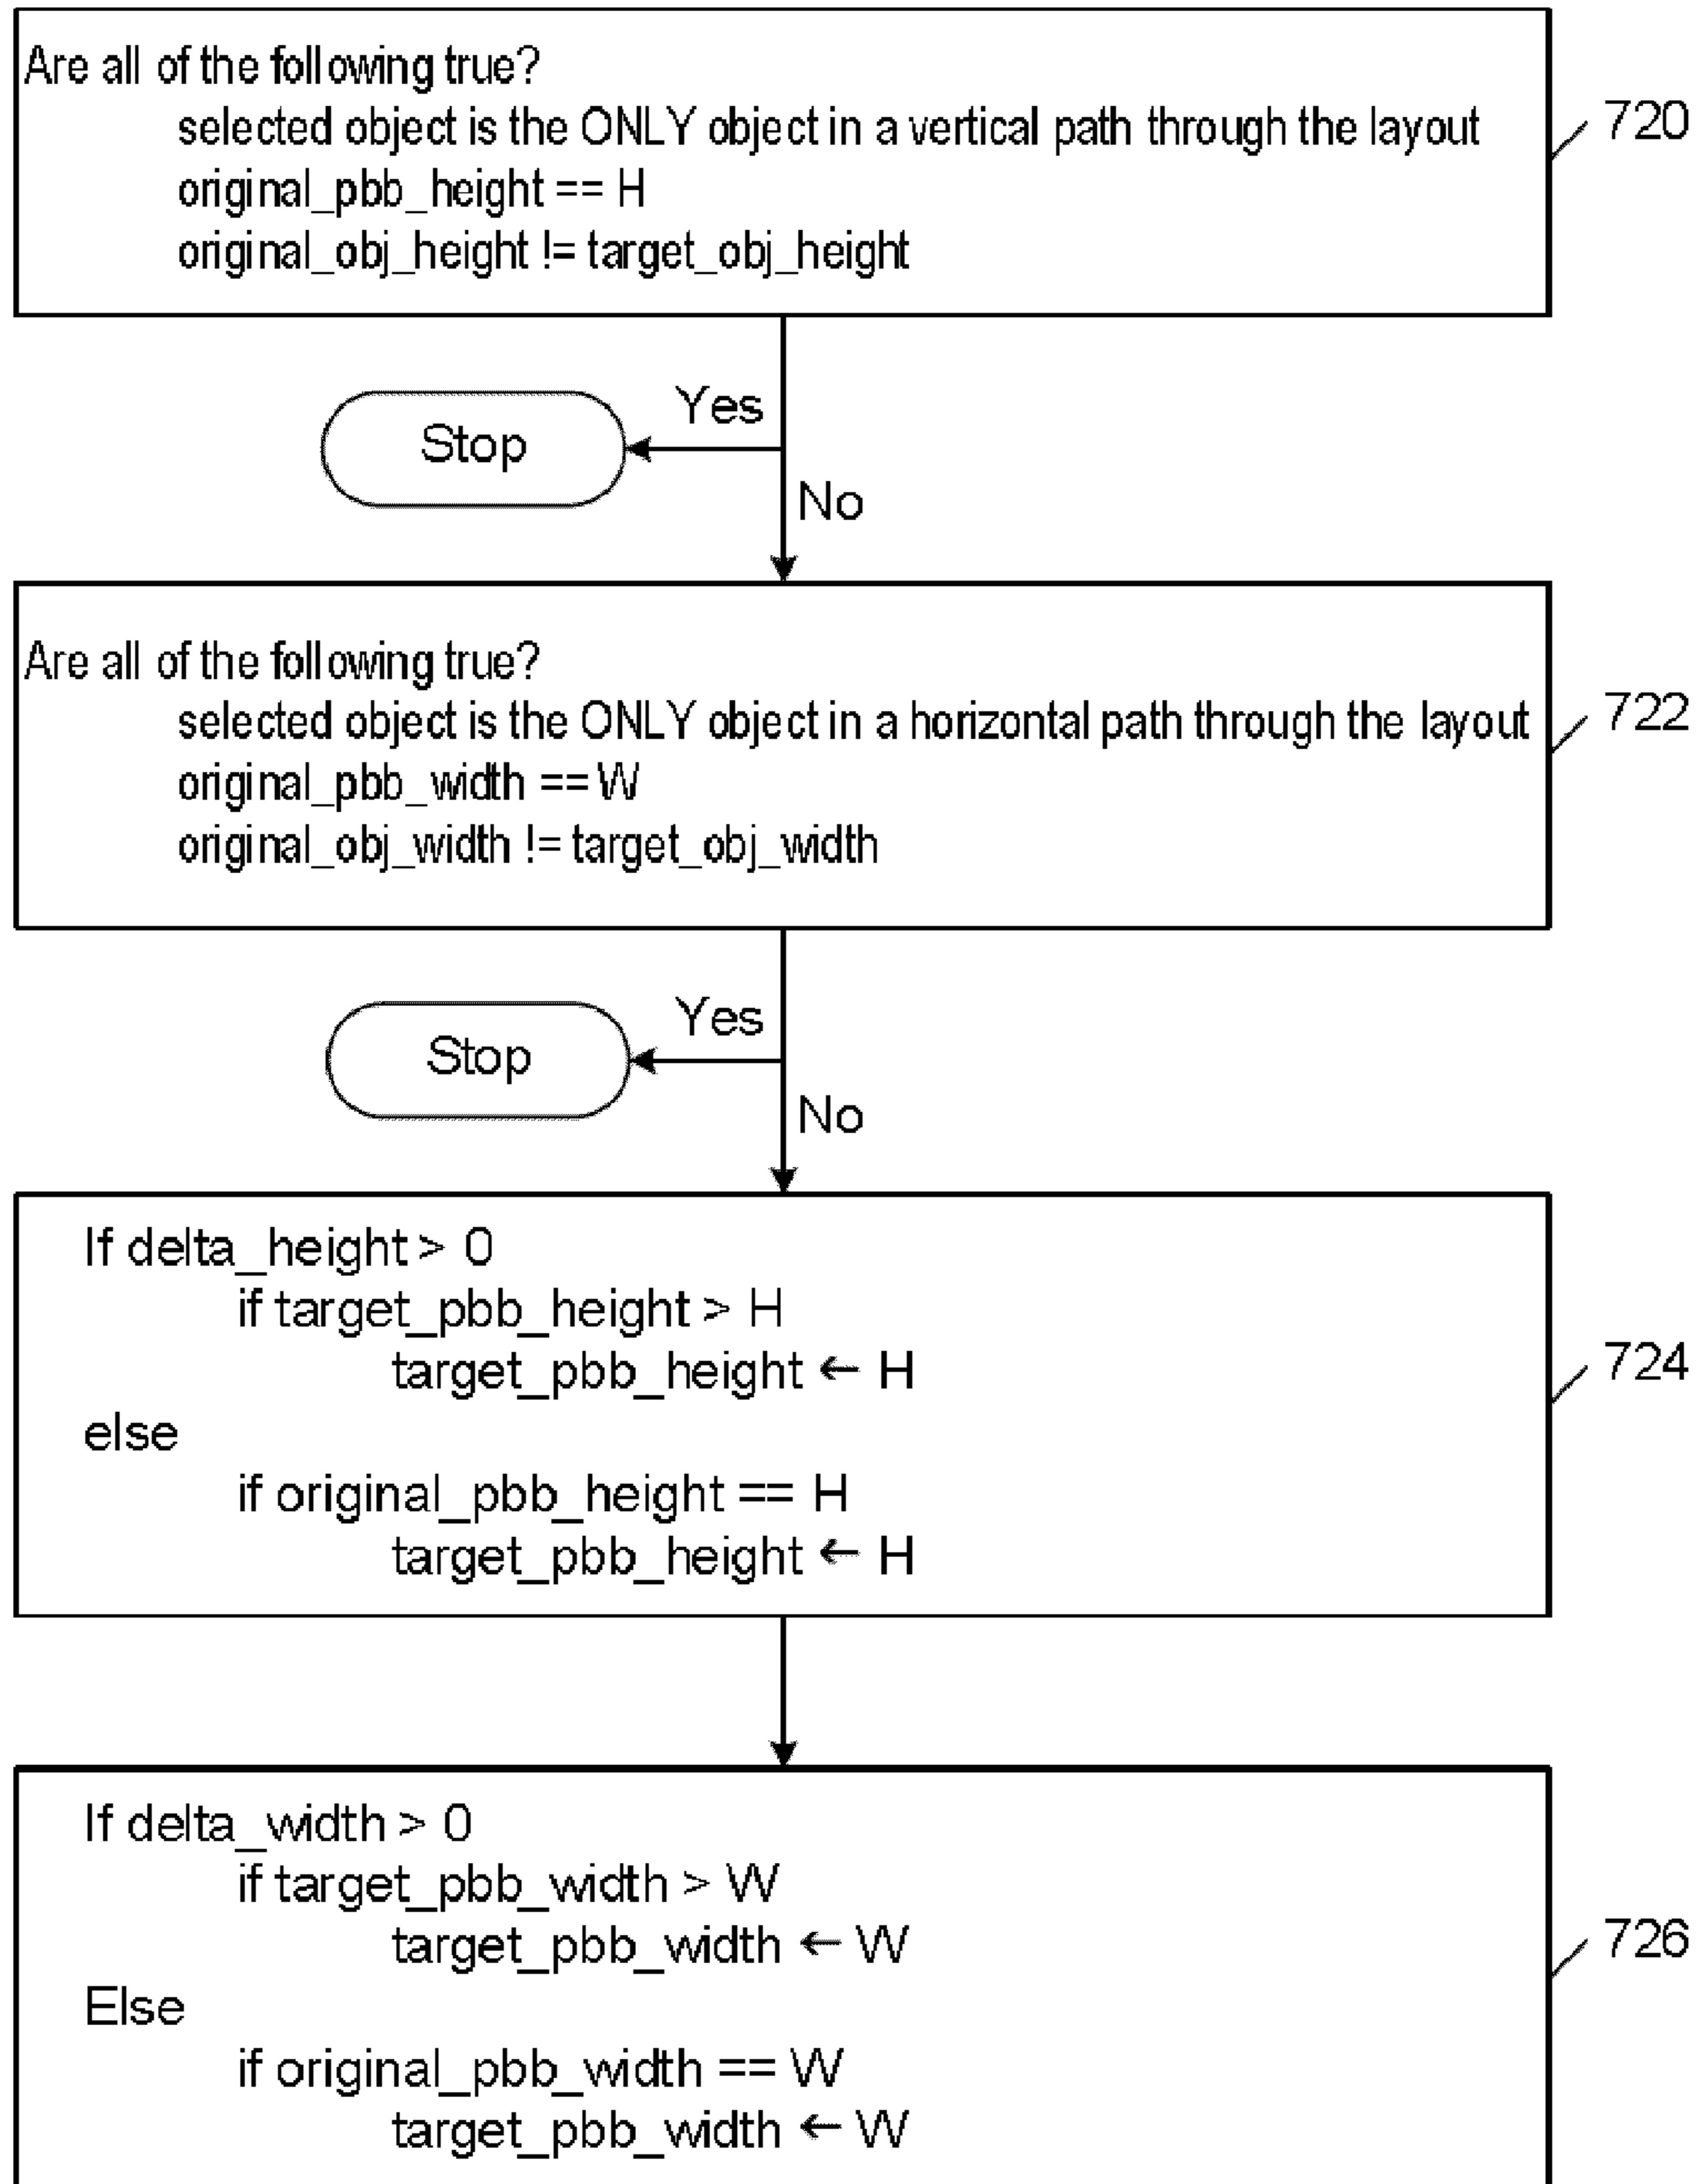 Are all of the following true?
selected object is the ONLY object in a vertical path through the layout
original_pbb_height == H
original_obj_height != target_obj_height
720
Yes
Stop
No
Are all of the following true?
selected object is the ONLY object in a horizontal path through the layout
original_pbb_width == W
original_obj_width != target_obj_width
722
Yes
Stop
No
If delta_height > 0
if target_pbb_height > H
target_pbb_height ← H
else
if original_pbb_height == H
target_pbb_height ← H
724
If delta_width > 0
if target_pbb_width > W
target_pbb_width ← W
Else
if original_pbb_width == W
target_pbb_width ← W
726